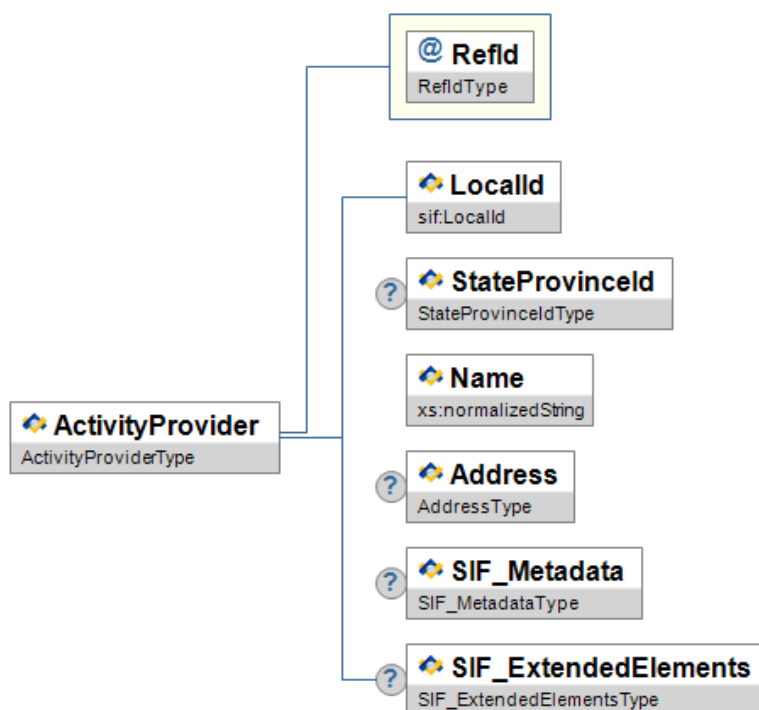 @ RefId
RefIdType
LocalId
sif:LocalId
? StateProvinceId
StateProvinceIdType
Name
xs:normalizedString
ActivityProvider
ActivityProviderType
? Address
AddressType
? SIF_Metadata
SIF_MetadataType
? SIF_ExtendedElements
SIF_ExtendedElementsType